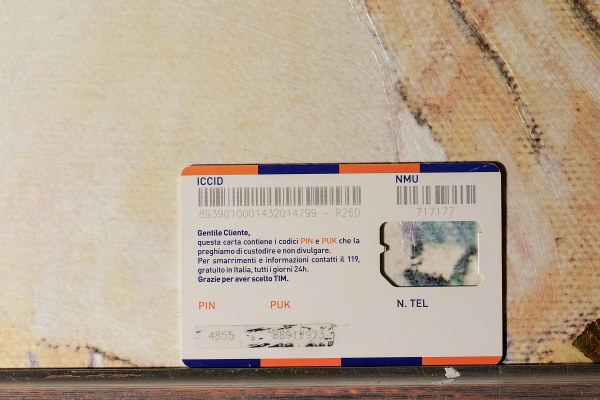 ICCID
NMU
8939010001432014799 - R26D
717177
Gentile Cliente,
questa carta contiene i codici PIN e PUK che la
preghiamo di custodire e non divulgare.
Per smarrimenti e informazioni contatti il 119,
gratuito in Italia, tutti i giorni 24h.
Grazie per aver scelto TIM.
PIN PUK
N. TEL
4855